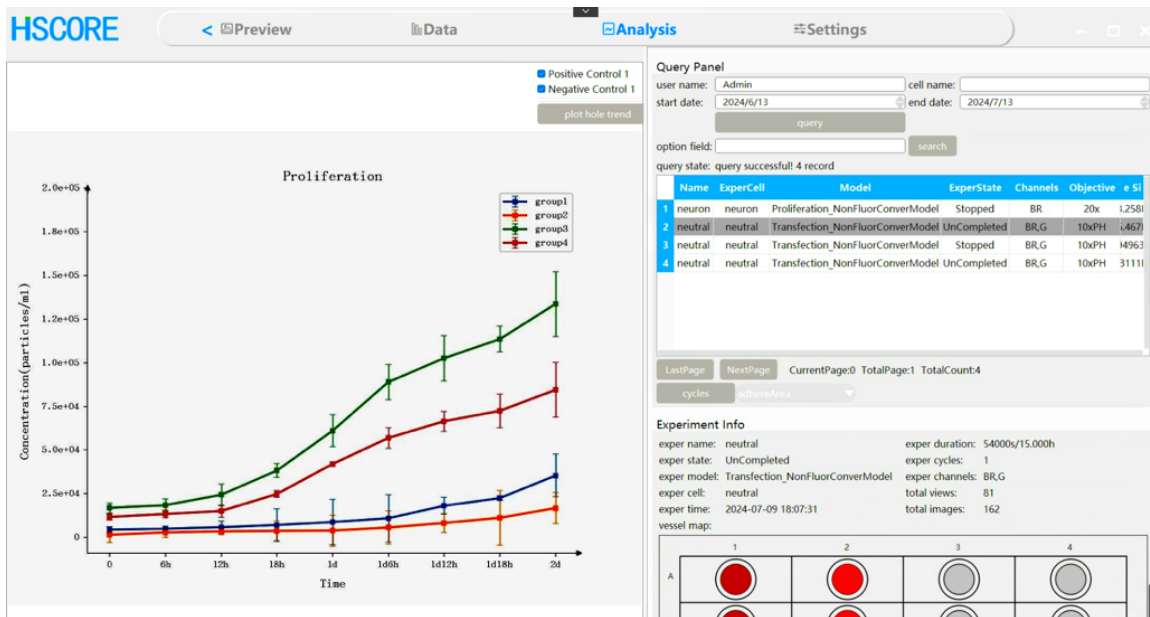 HSCORE
< Preview
Data
Analysis
Settings
Positive Control 1
Negative Control 1
plot hole trend
Proliferation
2.0e+05
1.8e+05
1.5e+05
1.2e+05
1.0e+05
7.5e+04
5.0e+04
2.5e+04
0
Concentration(particles/ml)
group1
group2
group3
group4
0 6h 12h 18h 1d 1d6h 1d12h 1d18h 2d
Time
Query Panel
user name: Admin cell name:
start date: 2024/6/13 end date: 2024/7/13
query
option field: search
query state: query successful! 4 record
Name ExperCell Model ExperState Channels Objective e Si
1 neuron neuron Proliferation_NonFluorConverModel Stopped BR 20x .258
2 neutral neutral Transfection_NonFluorConverModel UnCompleted BR,G 10xPH .467
3 neutral neutral Transfection_NonFluorConverModel Stopped BR,G 10xPH 4963
4 neutral neutral Transfection_NonFluorConverModel UnCompleted BR,G 10xPH 3111
LastPage NextPage CurrentPage:0 TotalPage:1 TotalCount:4
cycles adhereArea
Experiment Info
exper name: neutral exper duration: 54000s/15.000h
exper state: UnCompleted exper cycles: 1
exper model: Transfection_NonFluorConverModel exper channels: BR,G
exper cell: neutral total views: 81
exper time: 2024-07-09 18:07:31 total images: 162
vessel map:
1 2 3 4
A